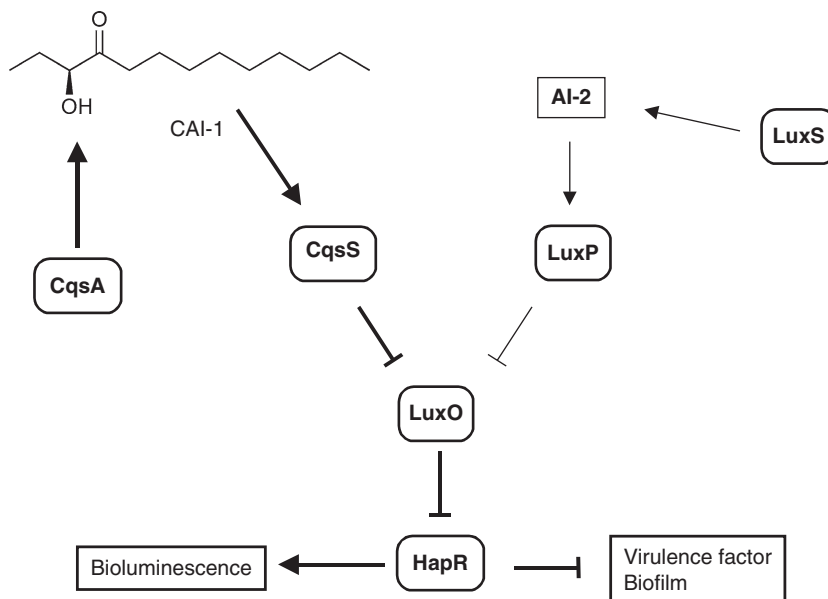 O
OH
CAI-1
AI-2
LuxS
CqsA
CqsS
LuxP
LuxO
Bioluminescence
HapR
Virulence factor
Biofilm